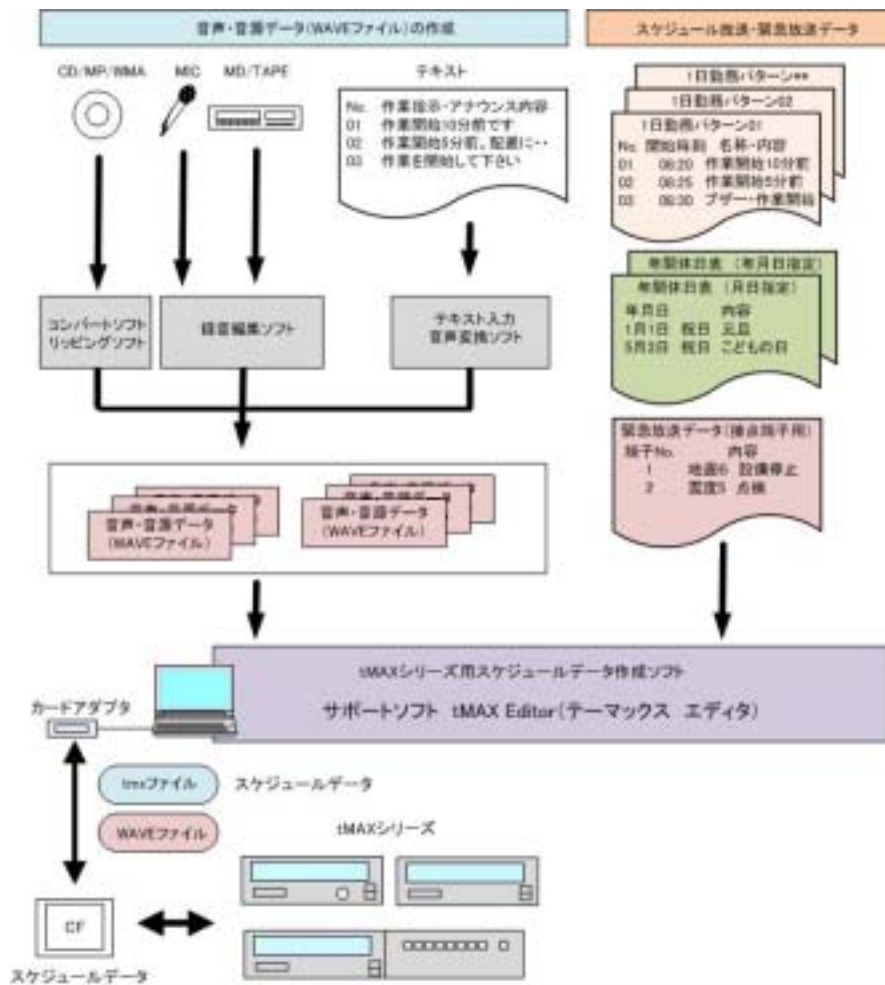 音声・音源データ(WAVEファイル)の作成
CD/MP/WMA
MIC
MD/TAPE
テキスト
No. 作業指示・アナウンス内容
01 作業開始10分前です
02 作業開始5分前。配置に・・
03 作業を開始して下さい
コンバートソフト
リッピングソフト
録音編集ソフト
テキスト入力
音声変換ソフト
音声・音源データ
(WAVEファイル)
音声・音源データ
(WAVEファイル)
スケジュール放送・緊急放送データ
1日勤務パターン**
1日勤務パターン02
1日勤務パターン01
No. 開始時刻 名称・内容
01 08:20 作業開始10分前
02 08:25 作業開始5分前
03 08:30 ブザー・作業開始
年間休日表 (年月日指定)
年間休日表 (月日指定)
年月日 内容
1月1日 祝日 元旦
5月3日 祝日 こどもの日
緊急放送データ(接点端子用)
端子No. 内容
1 設備停止
2 震度5 点検
tMAXシリーズ用スケジュールデータ作成ソフト
サポートソフト tMAX Editor(テーマックス エディタ)
カードアダプタ
tmxファイル
スケジュールデータ
WAVEファイル
tMAXシリーズ
CF
スケジュールデータ